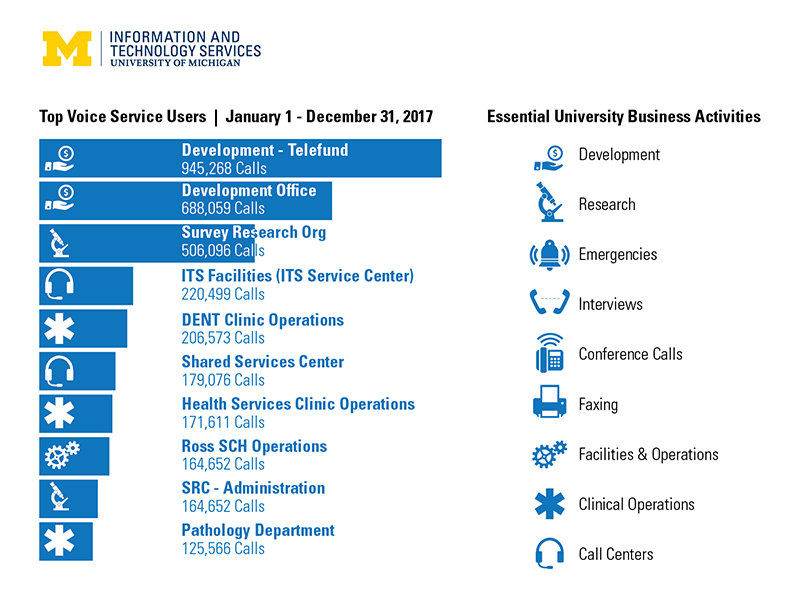 M
INFORMATION AND
TECHNOLOGY SERVICES
UNIVERSITY OF MICHIGAN
Top Voice Service Users | January 1 - December 31, 2017
Development - Telefund
945,268 Calls
Development Office
688,059 Calls
Survey Research Org
506,096 Calls
ITS Facilities (ITS Service Center)
220,499 Calls
DENT Clinic Operations
206,573 Calls
Shared Services Center
179,076 Calls
Health Services Clinic Operations
171,611 Calls
Ross SCH Operations
164,652 Calls
SRC - Administration
164,652 Calls
Pathology Department
125,566 Calls
Essential University Business Activities
Development
Research
Emergencies
Interviews
Conference Calls
Faxing
Facilities & Operations
Clinical Operations
Call Centers